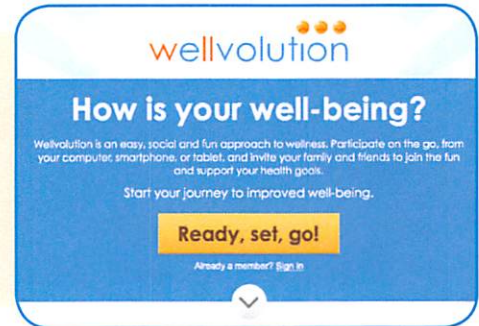 wellvolution
How is your well-being?
Wellvolution is an easy, social and fun approach to wellness. Participate on the go, from
your computer, smartphone, or tablet, and invite your family and friends to join the fun
and support your health goals.
Start your journey to improved well-being.
Ready, set, go!
Already a member? Sign in